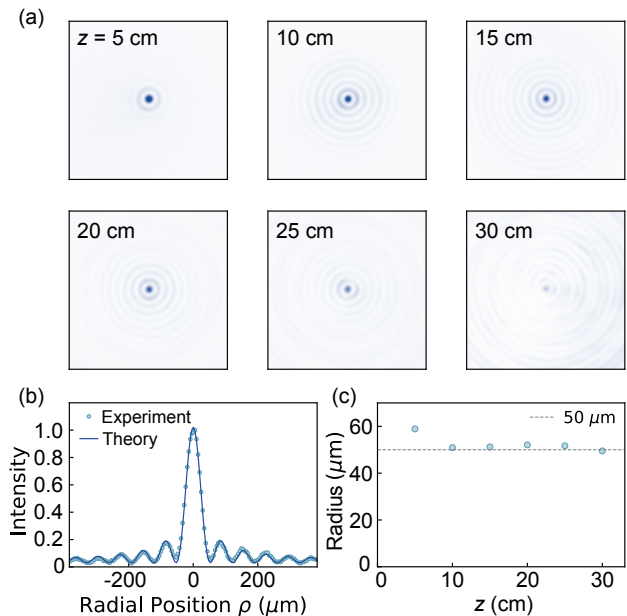 (a)
z = 5 cm
10 cm
15 cm
20 cm
25 cm
30 cm
(b)
Experiment
Theory
1.0
0.8
0.6
0.4
0.2
0
Intensity
-200
0
200
Radial Position ρ (μm)
(c)
50 μm
60
40
20
0
Radius (μm)
0
10
20
30
z (cm)